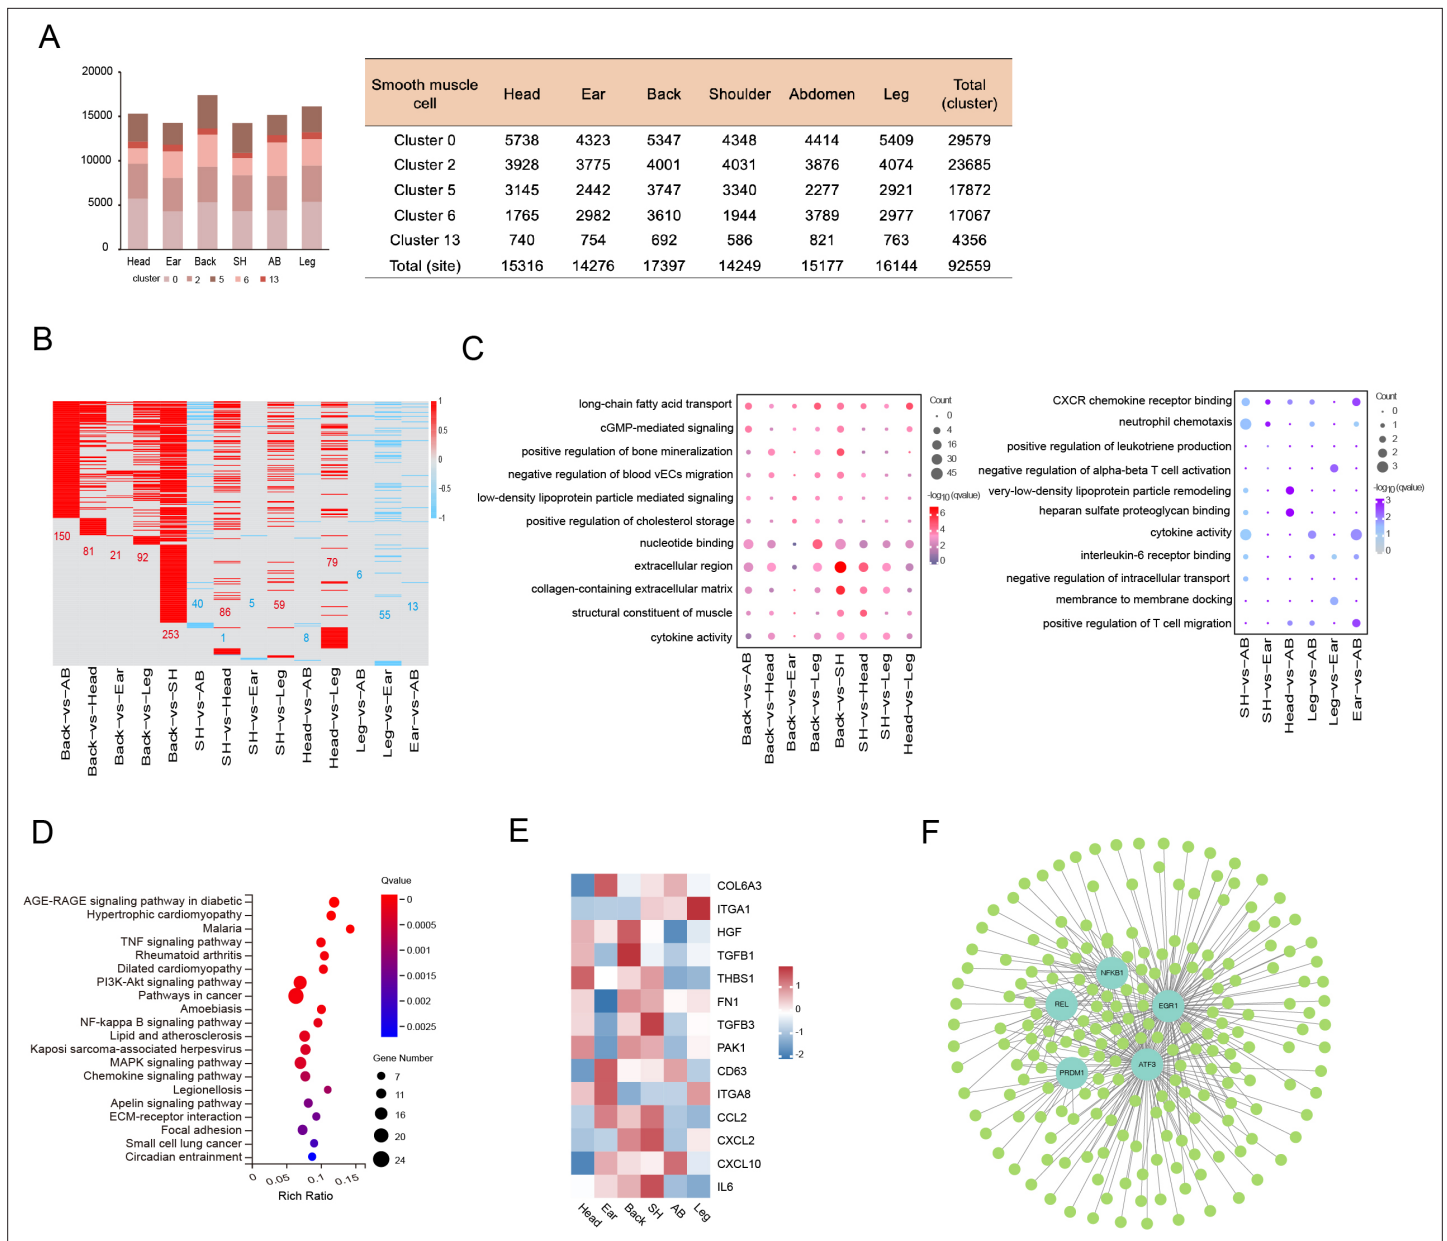 A
20000
15000
10000
5000
0
Head Ear Back SH AB Leg
cluster 0 2 5 6 13
Smooth muscle cell Head Ear Back Shoulder Abdomen Leg Total (cluster)
Cluster 0 5738 4323 5347 4348 4414 5409 29579
Cluster 2 3928 3775 4001 4031 3876 4074 23685
Cluster 5 3145 2442 3747 3340 2277 2921 17872
Cluster 6 1765 2982 3610 1944 3789 2977 17067
Cluster 13 740 754 692 586 821 763 4356
Total (site) 15316 14276 17397 14249 15177 16144 92559
B
1
0.5
0
-0.5
-1
150 81 21 92 253 40 86 1 5 59 8 79 6 55 13
Back-vs-AB
Back-vs-Head
Back-vs-Ear
Back-vs-Leg
Back-vs-SH
SH-vs-AB
SH-vs-Head
SH-vs-Ear
SH-vs-Leg
Head-vs-AB
Head-vs-Leg
Leg-vs-AB
Leg-vs-Ear
Ear-vs-AB
C
long-chain fatty acid transport
cGMP-mediated signaling
positive regulation of bone mineralization
negative regulation of blood vECs migration
low-density lipoprotein particle mediated signaling
positive regulation of cholesterol storage
nucleotide binding
extracellular region
collagen-containing extracellular matrix
structural constituent of muscle
cytokine activity
Back-vs-AB
Back-vs-Head
Back-vs-Ear
Back-vs-Leg
Back-vs-SH
SH-vs-Head
SH-vs-Leg
Head-vs-Leg
Count
0
4
16
30
45
-log10 (qvalue)
6
4
2
0
CXCR chemokine receptor binding
neutrophil chemotaxis
positive regulation of leukotriene production
negative regulation of alpha-beta T cell activation
very-low-density lipoprotein particle remodeling
heparan sulfate proteoglycan binding
cytokine activity
interleukin-6 receptor binding
negative regulation of intracellular transport
membrance to membrane docking
positive regulation of T cell migration
SH-vs-AB
SH-vs-Ear
Head-vs-AB
Leg-vs-AB
Leg-vs-Ear
Ear-vs-AB
Count
0
1
2
2
3
-log10 (qvalue)
3
2
1
0
D
AGE-RAGE signaling pathway in diabetic
Hypertrophic cardiomyopathy
Malaria
TNF signaling pathway
Rheumatoid arthritis
Dilated cardiomyopathy
PI3K-Akt signaling pathway
Pathways in cancer
Amoebiasis
NF-kappa B signaling pathway
Lipid and atherosclerosis
Kaposi sarcoma-associated herpesvirus
MAPK signaling pathway
Chemokine signaling pathway
Legionellosis
Apelin signaling pathway
ECM-receptor interaction
Focal adhesion
Small cell lung cancer
Circadian entrainment
0 0.05 0.1 0.15
Rich Ratio
Qvalue
0
0.0005
0.001
0.0015
0.002
0.0025
Gene Number
7
11
16
20
24
E
COL6A3
ITGA1
HGF
TGFB1
THBS1
FN1
TGFB3
PAK1
CD63
ITGA8
CCL2
CXCL2
CXCL10
IL6
Head Ear Back SH AB Leg
1
0
-1
-2
F
NFKB1
REL
EGR1
ATF3
PRDM1